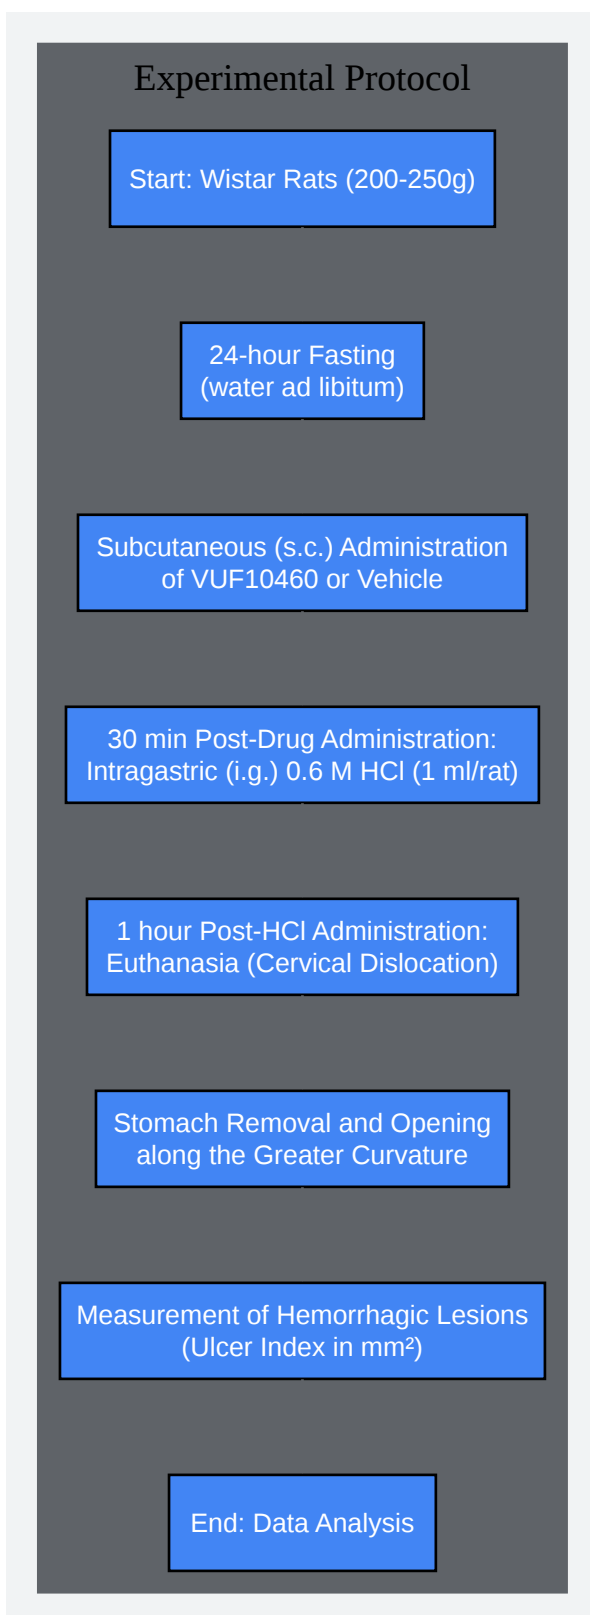 Experimental Protocol
Start: Wistar Rats (200-250g)
24-hour Fasting
(water ad libitum)
Subcutaneous (s.c.) Administration
of VUF10460 or Vehicle
30 min Post-Drug Administration:
Intragastric (i.g.) 0.6 M HCl (1 ml/rat)
1 hour Post-HCl Administration:
Euthanasia (Cervical Dislocation)
Stomach Removal and Opening
along the Greater Curvature
Measurement of Hemorrhagic Lesions
(Ulcer Index in mm²)
End: Data Analysis